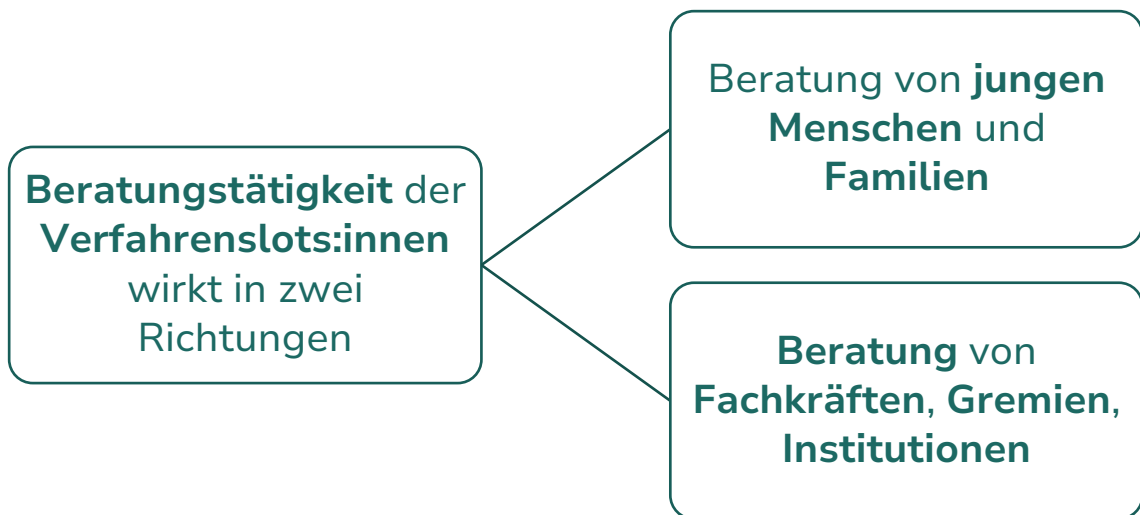 Beratungstätigkeit der
Verfahrenslots:innen
wirkt in zwei
Richtungen
Beratung von jungen
Menschen und
Familien
Beratung von
Fachkräften, Gremien,
Institutionen